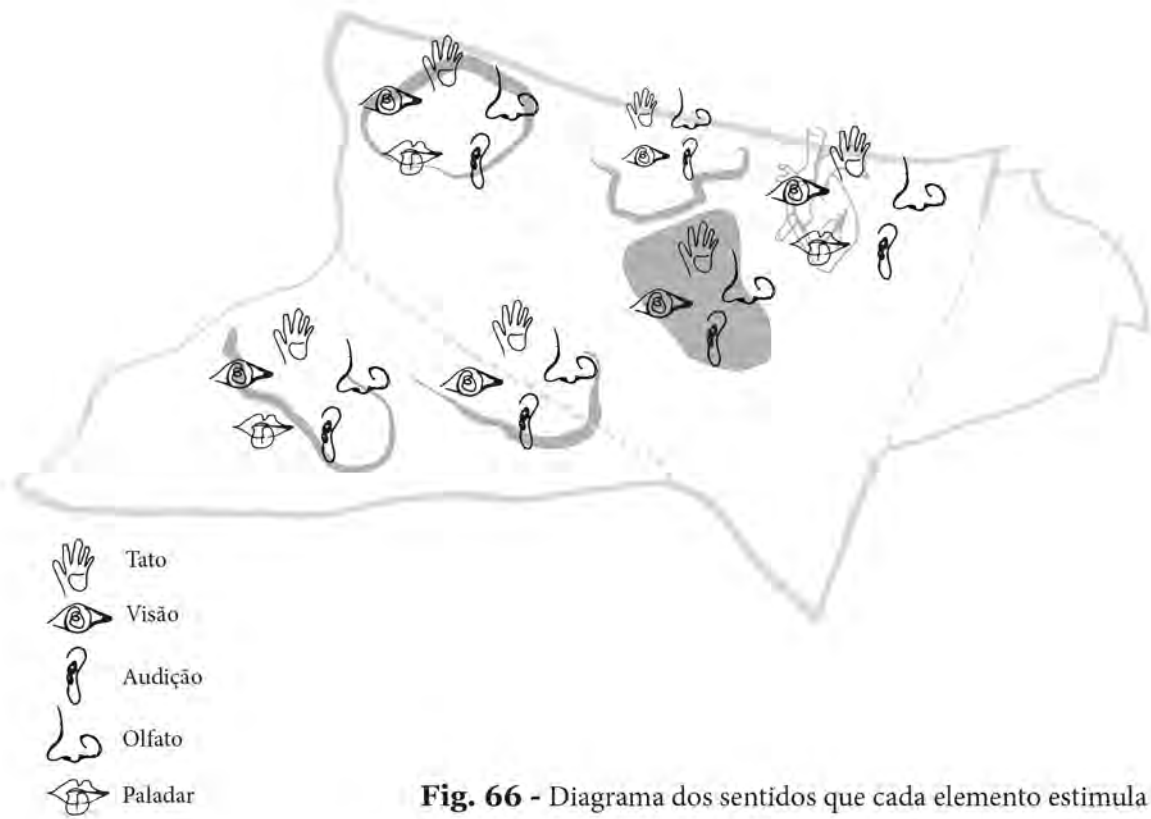 Tato
Visão
Audição
Olfato
Paladar
Fig. 66 - Diagrama dos sentidos que cada elemento estimula